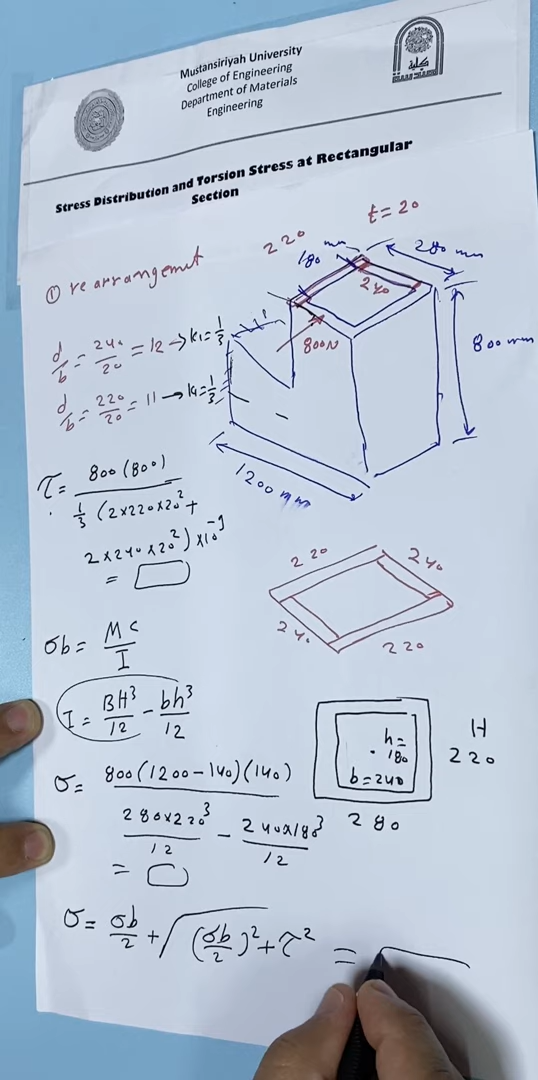 Mustansiriyah University
College of Engineering
Department of Materials
Engineering
Stress Distribution and Torsion Stress at Rectangular
Section
① rearrangemut
220
t = 20
180 mm
280 mm
240
800N
800 mm
1200 mm
d/b = 240/20 = 12 → k₁ = 1/3
d/b = 220/20 = 11 → k₁ = 1/3
τ = 800 (800)
1/3 (2×220×20² +
2×240×20²) ×10⁻⁹
=
220
240
240
220
σb = MC/I
I = BH³/12 - bh³/12
h =
180
b = 240
H
220
280
σ = 800 (1200 - 140) (140)
280×220³/12 - 240×180³/12
=
σ = σb/2 + √(σb/2)² + τ² =